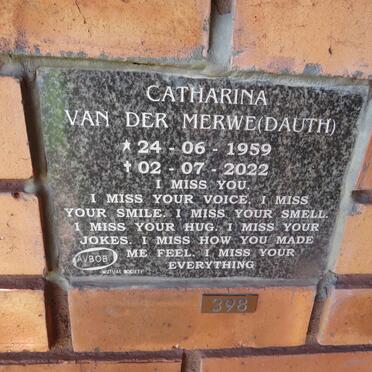 CATHARINA
VAN DER MERWE(DAUTH)
* 24 - 06 - 1959
✝ 02 - 07 - 2022
I MISS YOU.
I MISS YOUR VOICE. I MISS
YOUR SMILE. I MISS YOUR SMELL.
I MISS YOUR HUG. I MISS YOUR
JOKES. I MISS HOW YOU MADE
ME FEEL. I MISS YOUR
EVERYTHING
AVBOB
MUTUAL SOCIETY
398